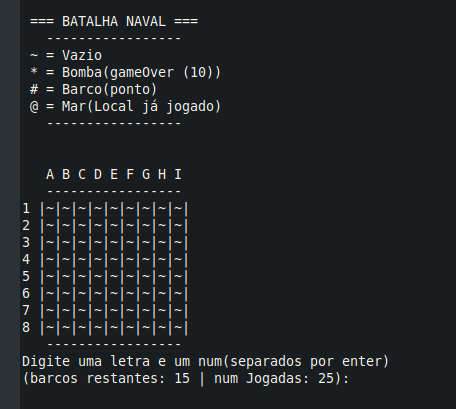 === BATALHA NAVAL ===
-----------------
~ = Vazio
* = Bomba(gameOver (10))
# = Barco(ponto)
@ = Mar(Local já jogado)
-----------------
A B C D E F G H I
-----------------
1 |~|~|~|~|~|~|~|~|~|
2 |~|~|~|~|~|~|~|~|~|
3 |~|~|~|~|~|~|~|~|~|
4 |~|~|~|~|~|~|~|~|~|
5 |~|~|~|~|~|~|~|~|~|
6 |~|~|~|~|~|~|~|~|~|
7 |~|~|~|~|~|~|~|~|~|
8 |~|~|~|~|~|~|~|~|~|
-----------------
Digite uma letra e um num(separados por enter)
(barcos restantes: 15 | num Jogadas: 25):